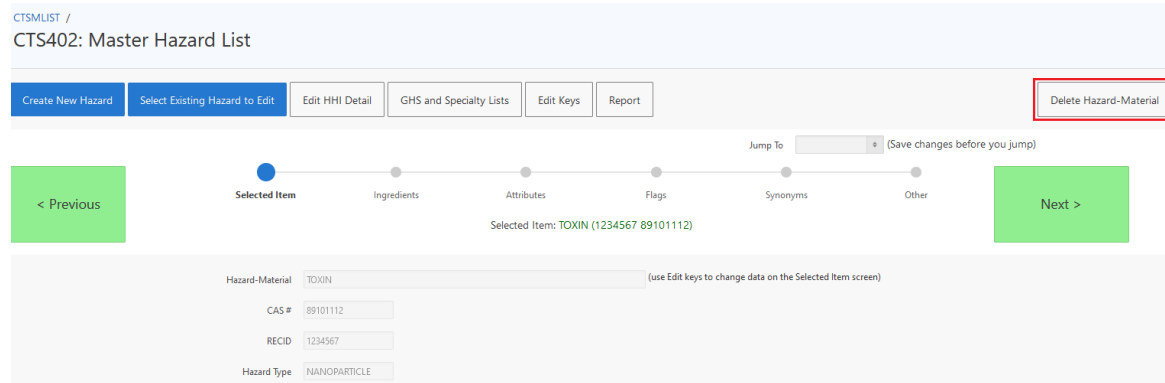 CTSMLIST /
CTS402: Master Hazard List
Create New Hazard Select Existing Hazard to Edit Edit HHI Detail GHS and Specialty Lists Edit Keys Report Delete Hazard-Material
Jump To (Save changes before you jump)
< Previous Selected Item Ingredients Attributes Flags Synonyms Other Next >
Selected Item: TOXIN (1234567 89101112)
Hazard-Material TOXIN (use Edit keys to change data on the Selected Item screen)
CAS # 89101112
RECID 1234567
Hazard Type NANOPARTICLE